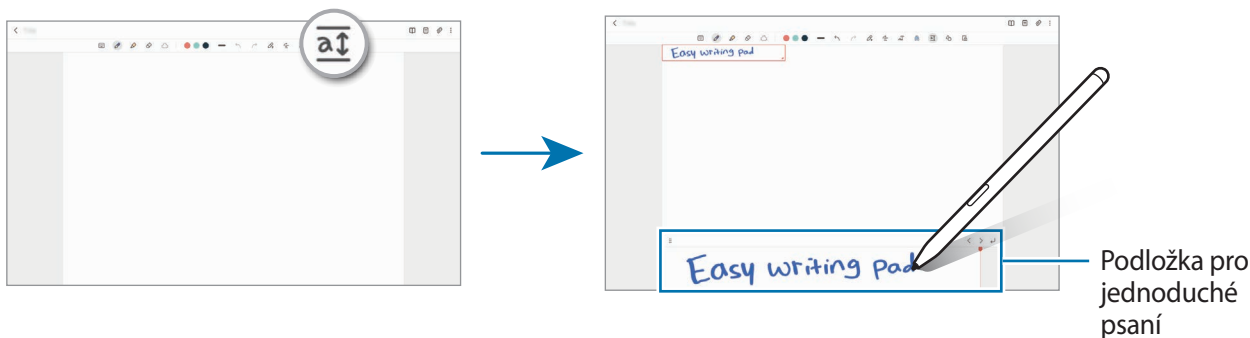 a
Easy writing pad
Easy writing pad
Podložka pro
jednoduché
psaní